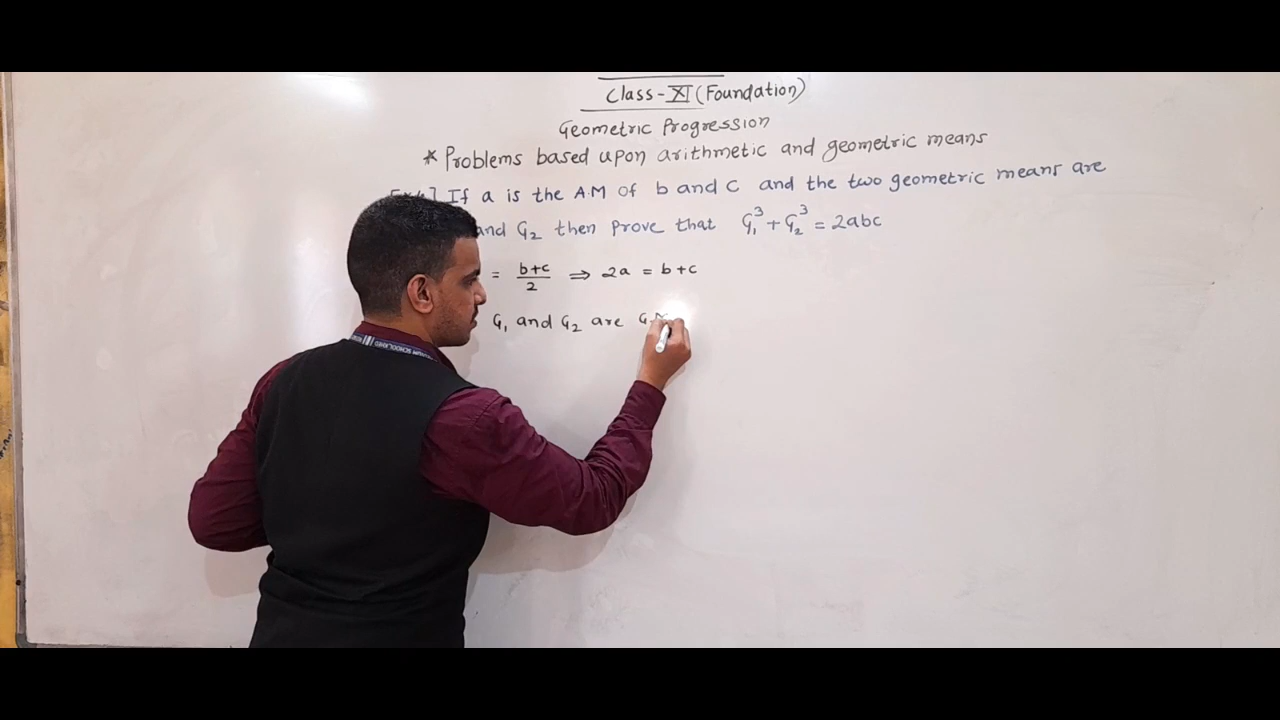 Class-XI (Foundation)
Geometric Progression
* Problems based upon arithmetic and geometric means
If a is the A.M of b and c and the two geometric means are
and G₂ then prove that G₁³ + G₂³ = 2abc
= b+c/2 ⇒ 2a = b+c
G₁ and G₂ are